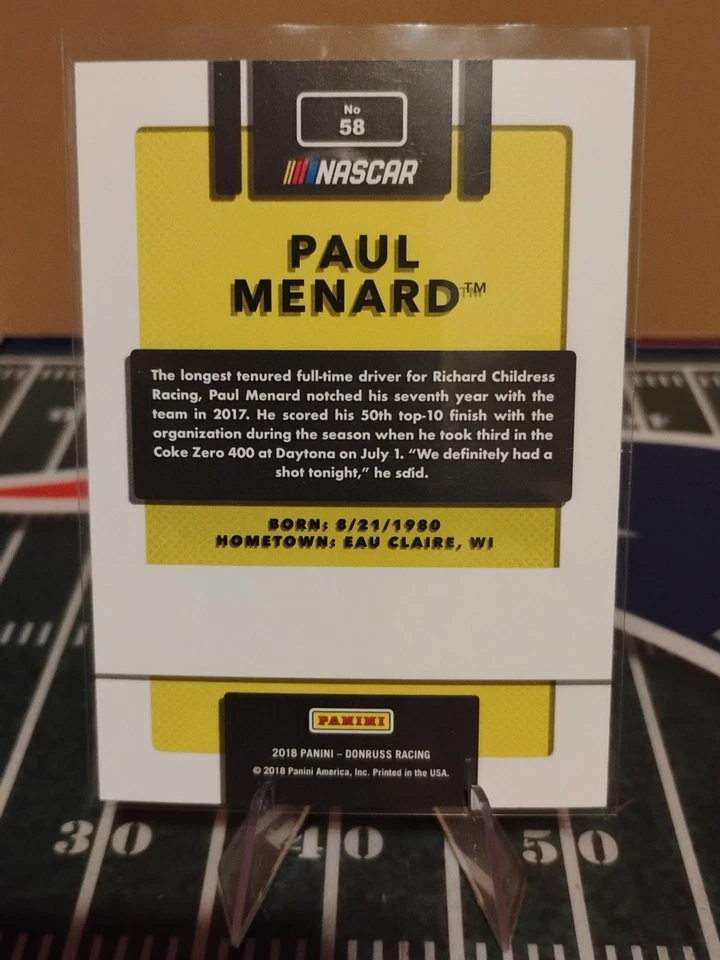 No
58
NASCAR
PAUL
MENARD™
The longest tenured full-time driver for Richard Childress
Racing, Paul Menard notched his seventh year with the
team in 2017. He scored his 50th top-10 finish with the
organization during the season when he took third in the
Coke Zero 400 at Daytona on July 1. “We definitely had a
shot tonight,” he said.
BORN: 8/21/1980
HOMETOWN: EAU CLAIRE, WI
PANINI
2018 PANINI – DONRUSS RACING
© 2018 Panini America, Inc. Printed in the USA.
30 40 50